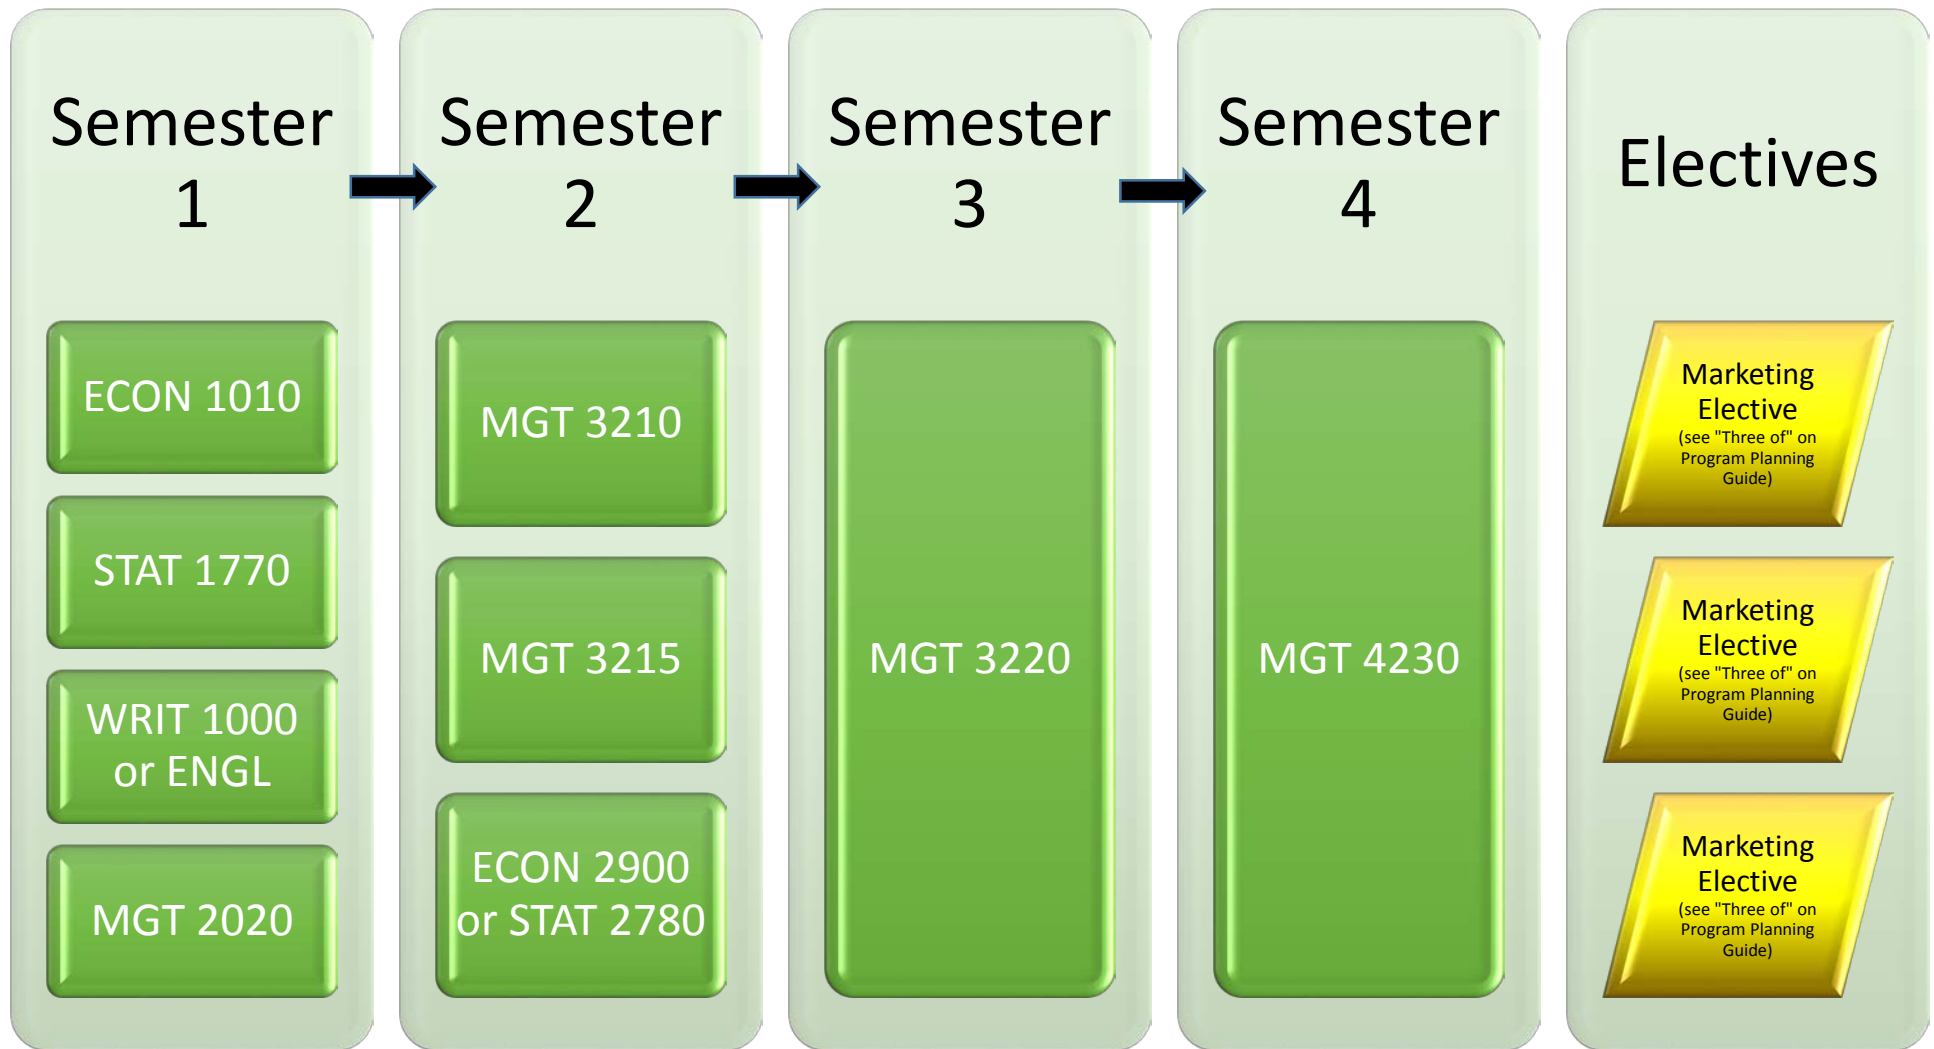 Semester
1
ECON 1010
STAT 1770
WRIT 1000
or ENGL
MGT 2020
Semester
2
MGT 3210
MGT 3215
ECON 2900
or STAT 2780
Semester
3
MGT 3220
Semester
4
MGT 4230
Electives
Marketing
Elective
(see "Three of" on
Program Planning
Guide)
Marketing
Elective
(see "Three of" on
Program Planning
Guide)
Marketing
Elective
(see "Three of" on
Program Planning
Guide)